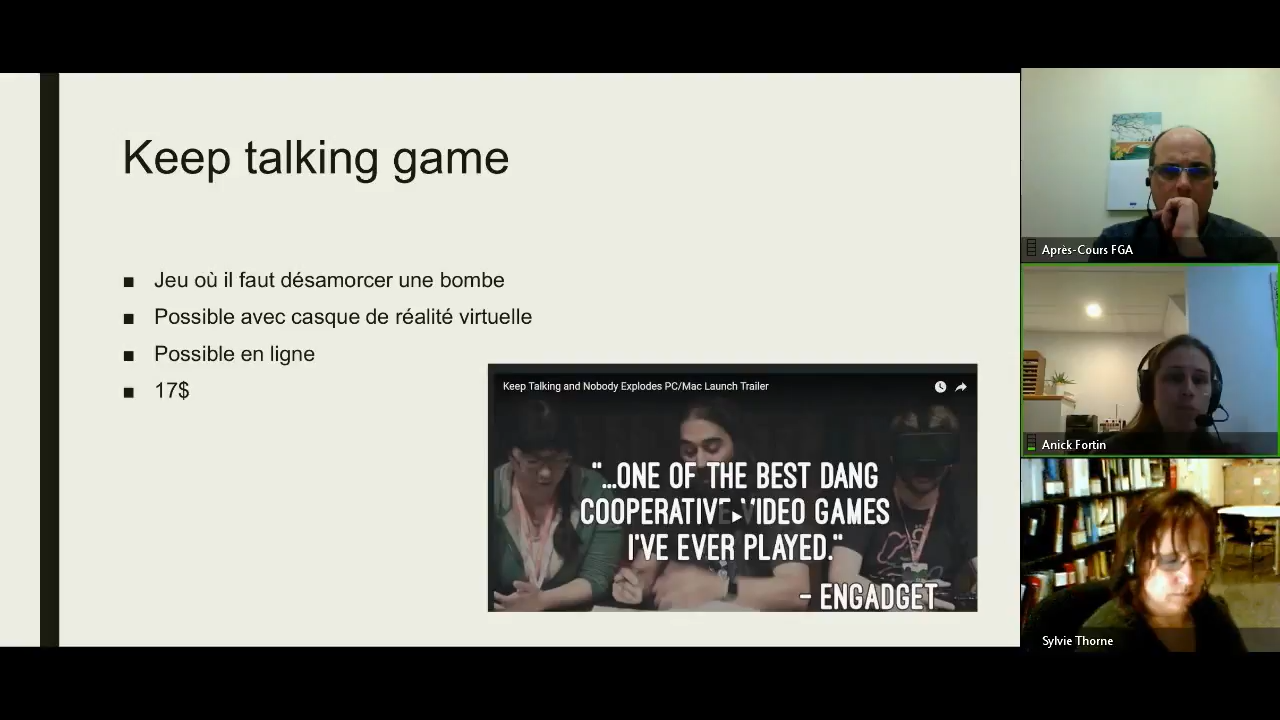 Keep talking game
Jeu où il faut désamorcer une bombe
Possible avec casque de réalité virtuelle
Possible en ligne
17$
Keep Talking and Nobody Explodes PC/Mac Launch Trailer
"...ONE OF THE BEST DANG
COOPERATIVE VIDEO GAMES
I'VE EVER PLAYED."
- ENGADGET
Après-Cours FGA
Anick Fortin
Sylvie Thorne